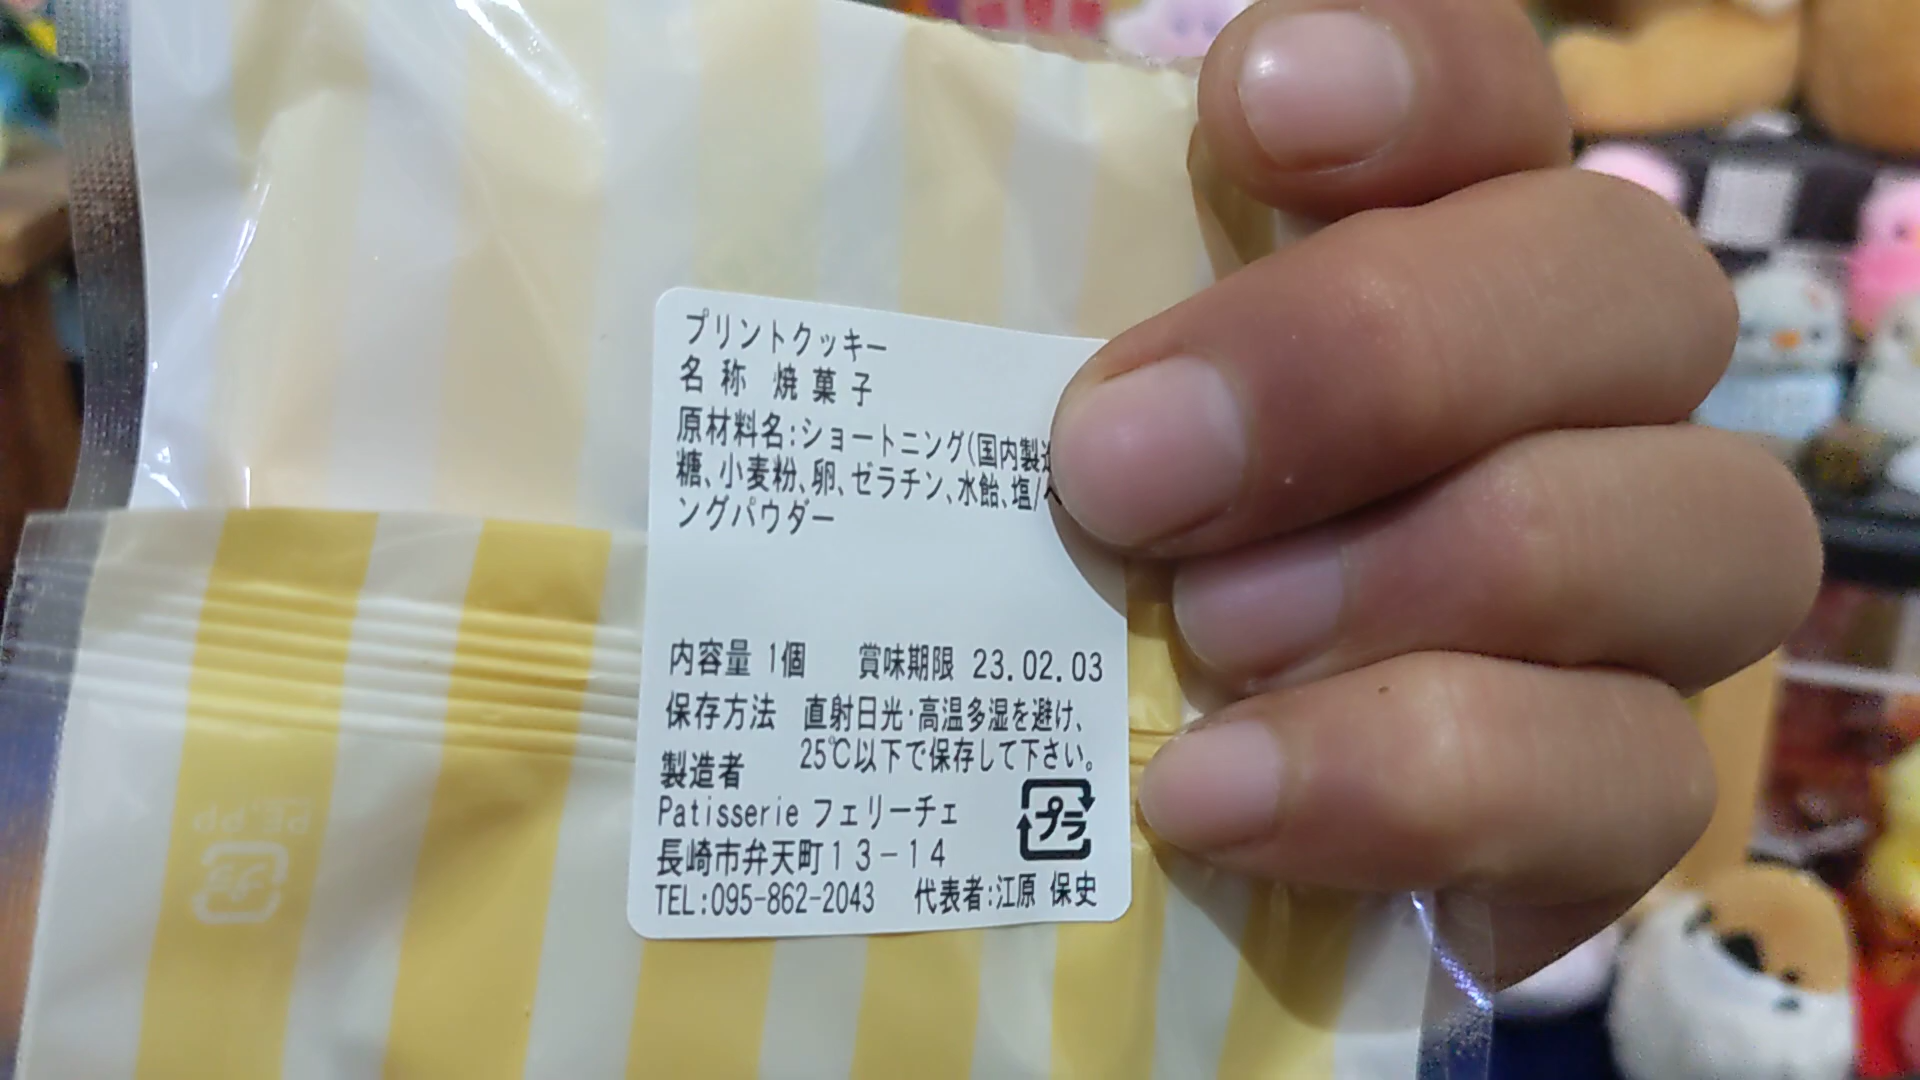 プリントクッキー
名称 焼菓子
原材料名:ショートニング(国内製造
糖、小麦粉、卵、ゼラチン、水飴、塩/
ングパウダー
内容量 1個 賞味期限 23.02.03
保存方法 直射日光・高温多湿を避け、
25℃以下で保存して下さい。
製造者
Patisserie フェリーチェ
プラ
長崎市弁天町13-14
TEL:095-862-2043 代表者:江原 保史
PE,PP
プラ